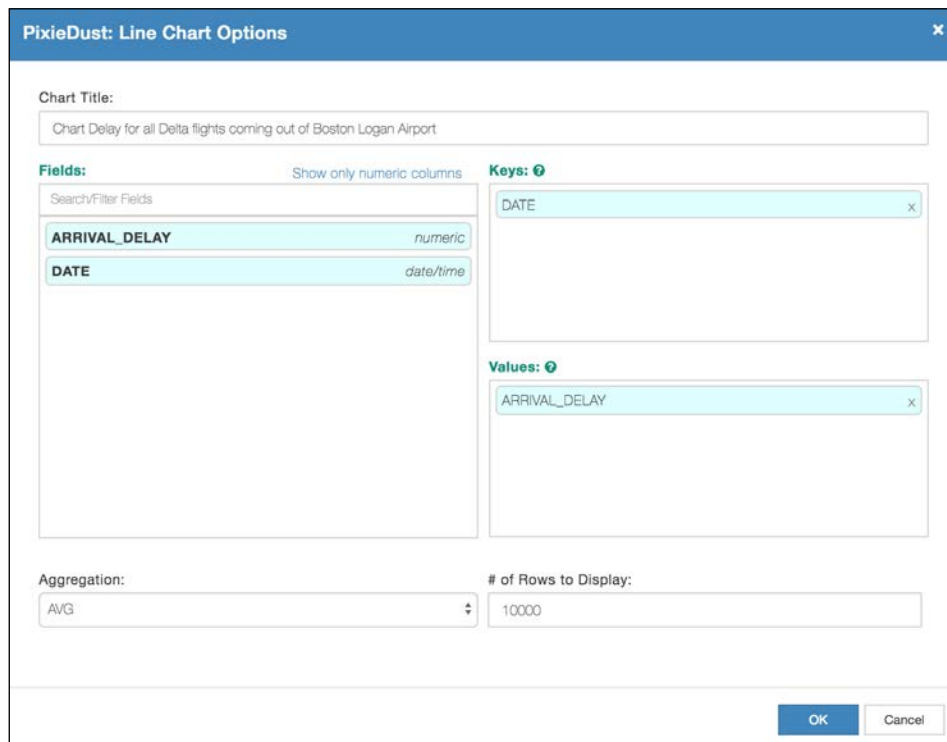 PixieDust: Line Chart Options
×
Chart Title:
Chart Delay for all Delta flights coming out of Boston Logan Airport
Fields:
Show only numeric columns
Search/Filter Fields
ARRIVAL_DELAY numeric
DATE date/time
Keys: ?
DATE x
Values: ?
ARRIVAL_DELAY x
Aggregation:
AVG
# of Rows to Display:
10000
OK
Cancel